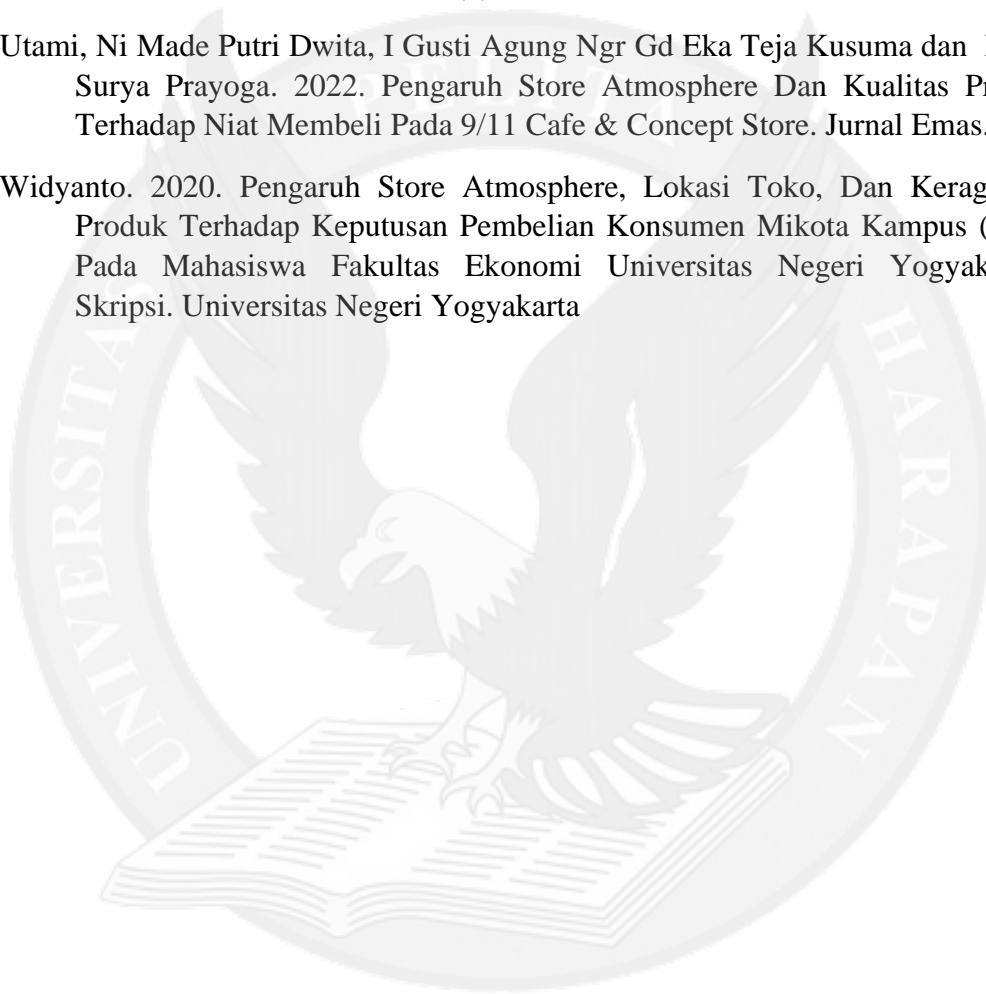 Utami, Ni Made Putri Dwita, I Gusti Agung Ngr Gd Eka Teja Kusuma dan
Surya Prayoga. 2022. Pengaruh Store Atmosphere Dan Kualitas
Terhadap Niat Membeli Pada 9/11 Cafe & Concept Store. Jurnal Emas.
Widyanto. 2020. Pengaruh Store Atmosphere, Lokasi Toko, Dan
Produk Terhadap Keputusan Pembelian Konsumen Mikota Kampus (
Pada Mahasiswa Fakultas Ekonomi Universitas Negeri
Skripsi. Universitas Negeri Yogyakarta
UNIVERSITAS
PELITA
HARAPAN